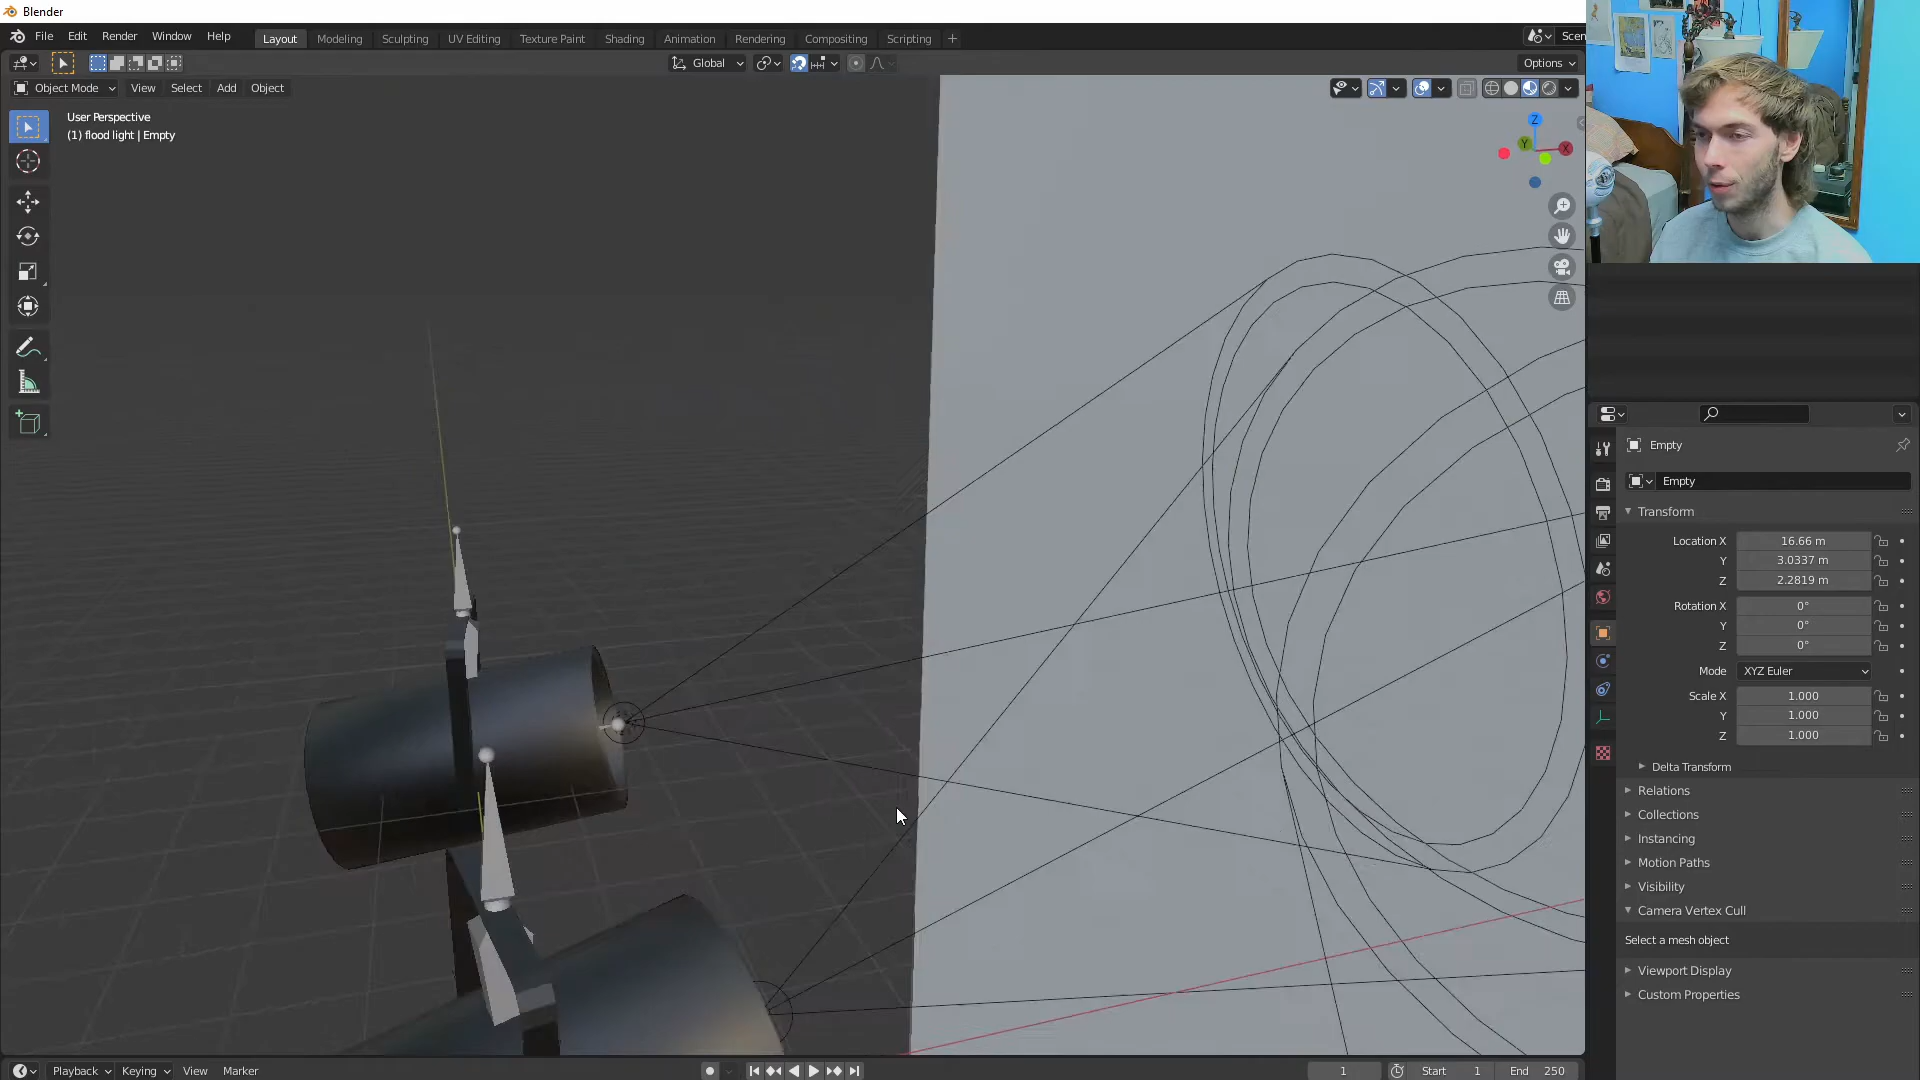 Blender
File Edit Render Window Help
Layout Modeling Sculpting UV Editing Texture Paint Shading Animation Rendering Compositing Scripting +
Scen
Global
Options
Object Mode View Select Add Object
User Perspective
(1) flood light | Empty
Z
Y
X
Empty
Empty
Transform
Location X 16.66 m
Y 3.0337 m
Z 2.2819 m
Rotation X 0°
Y 0°
Z 0°
Mode XYZ Euler
Scale X 1.000
Y 1.000
Z 1.000
Delta Transform
Relations
Collections
Instancing
Motion Paths
Visibility
Camera Vertex Cull
Select a mesh object
Viewport Display
Custom Properties
Playback Keying View Marker
1 Start 1 End 250